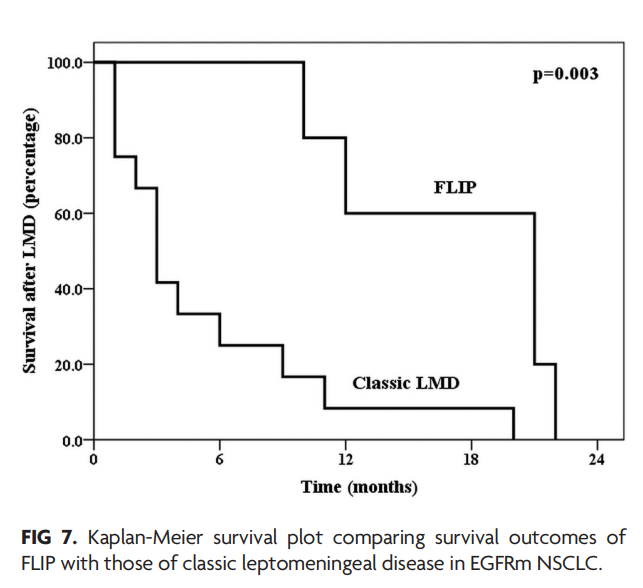 100.0
p=0.003
80.0
FLIP
60.0
40.0
Classic LMD
20.0
0.0
0 6 12 18 24
Survival after LMD (percentage)
Time (months)
FIG 7. Kaplan-Meier survival plot comparing survival outcomes of
FLIP with those of classic leptomeningeal disease in EGFRm NSCLC.